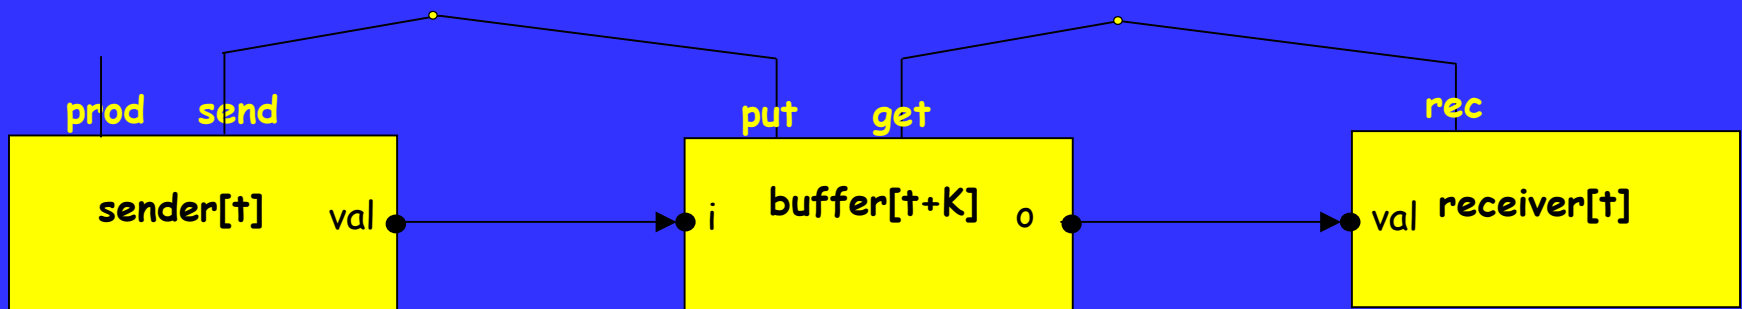 prod send put get rec
sender[t] val i buffer[t+K] o val receiver[t]